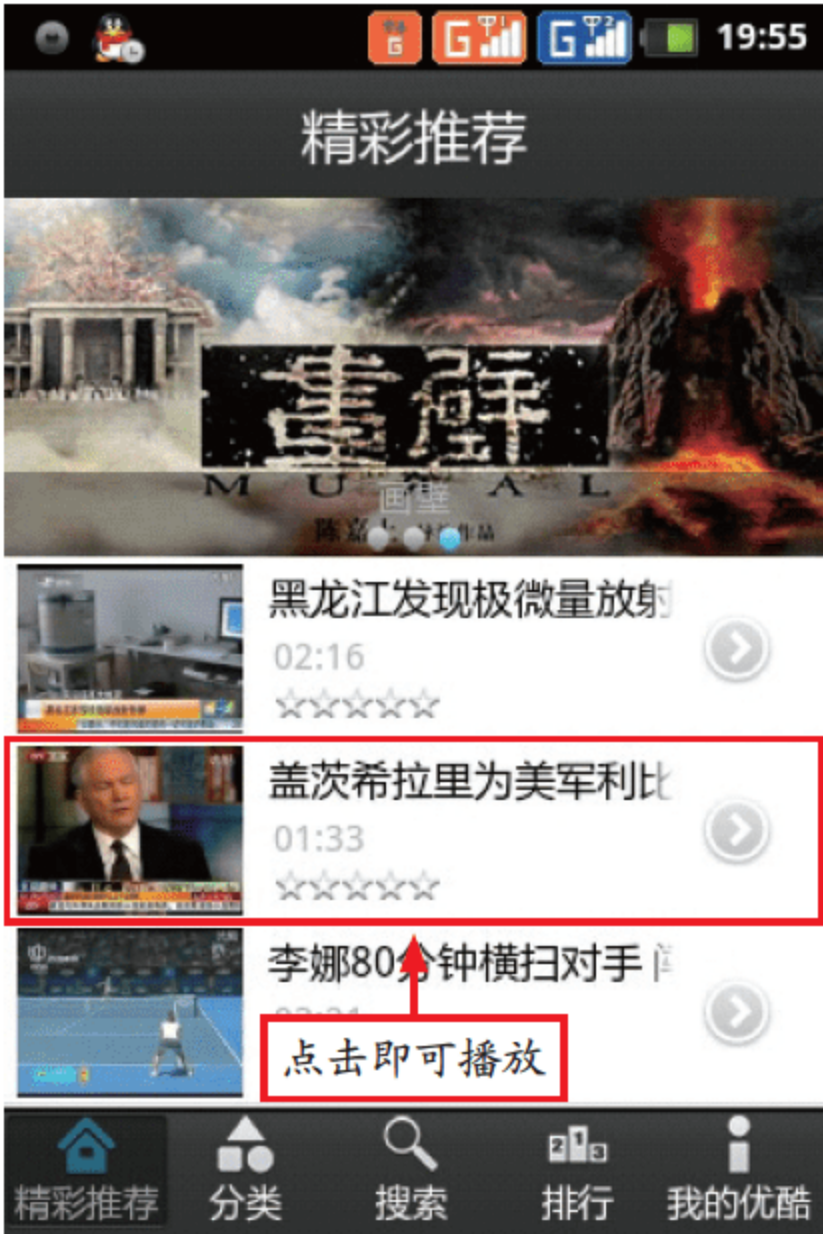 19:55
精彩推荐
畫壁
MURAL
画壁
黑龙江发现极微量放射
02:16
盖茨希拉里为美军利比
01:33
李娜80分钟横扫对手
点击即可播放
精彩推荐 分类 搜索 排行 我的优酷